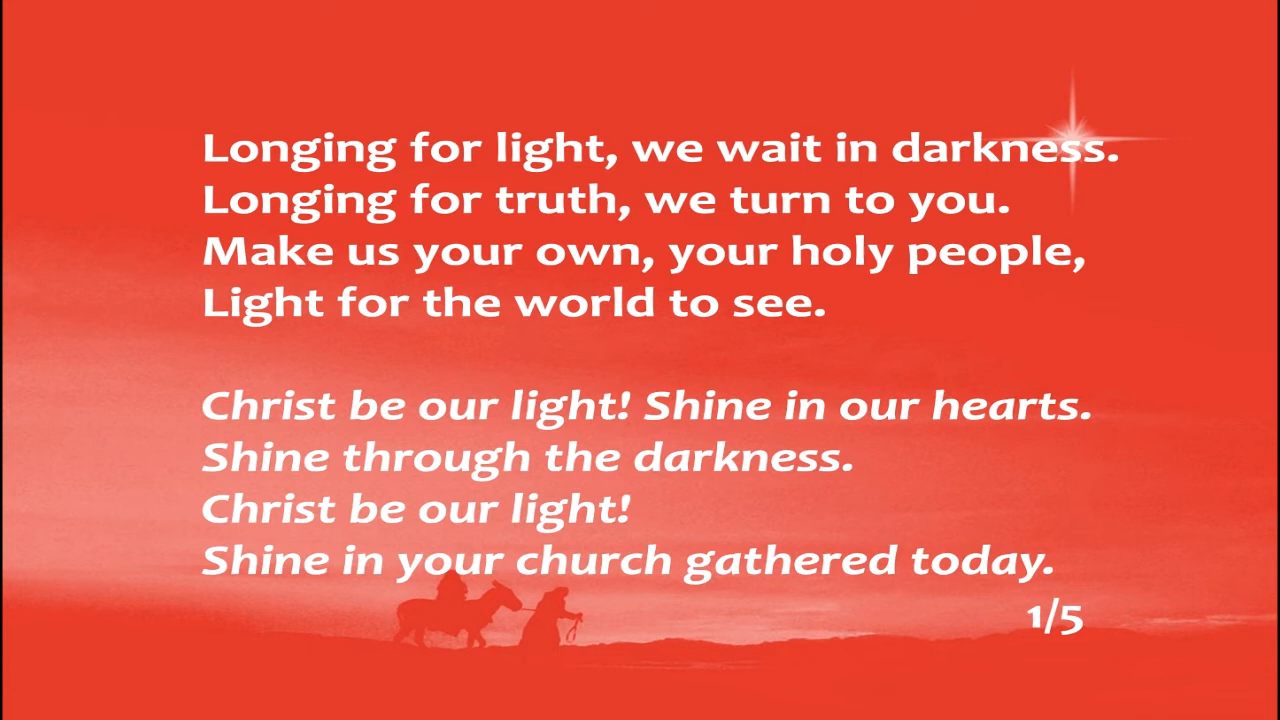 Longing for light, we wait in darkness.
Longing for truth, we turn to you.
Make us your own, your holy people,
Light for the world to see.
Christ be our light! Shine in our hearts.
Shine through the darkness.
Christ be our light!
Shine in your church gathered today.
1/5